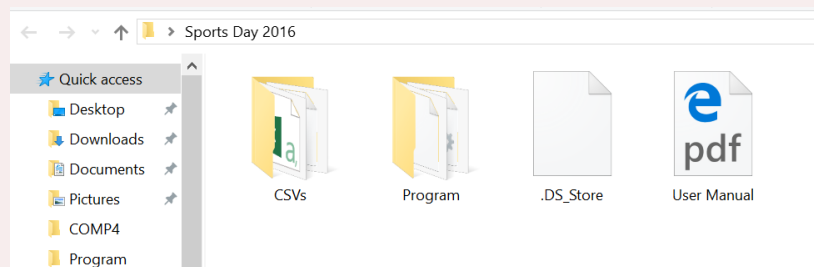 Sports Day 2016
Quick access
Desktop
Downloads
Documents
Pictures
COMP4
Program
a,
e
pdf
CSVs
Program
.DS_Store
User Manual